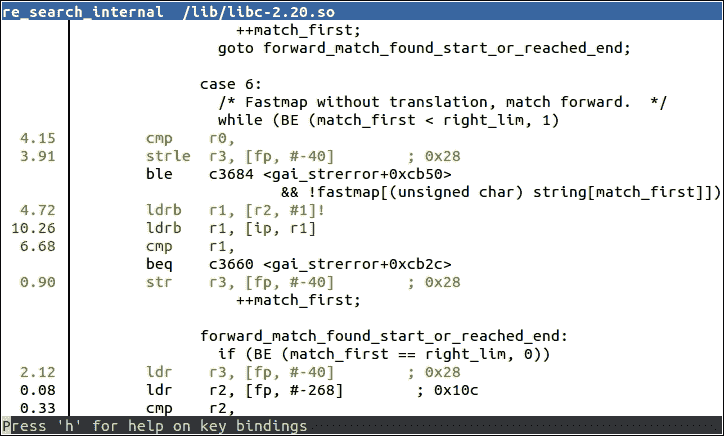 re_search_internal  /lib/libc-2.20.so
++match_first;
goto forward_match_found_start_or_reached_end;
case 6:
/* Fastmap without translation, match forward.  */
while (BE (match_first < right_lim, 1)
4.15 cmp r0,
3.91 strle r3, [fp, #-40] ; 0x28
ble c3684 <gai_strerror+0xcb50>
&& !fastmap[(unsigned char) string[match_first]])
4.72 ldrb r1, [r2, #1]!
10.26 ldrb r1, [ip, r1]
6.68 cmp r1,
beq c3660 <gai_strerror+0xcb2c>
0.90 str r3, [fp, #-40] ; 0x28
++match_first;
forward_match_found_start_or_reached_end:
if (BE (match_first == right_lim, 0))
2.12 ldr r3, [fp, #-40] ; 0x28
0.08 ldr r2, [fp, #-268] ; 0x10c
0.33 cmp r2,
Press 'h' for help on key bindings